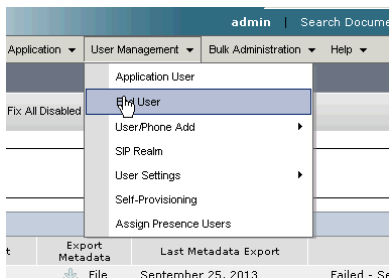 admin | Search Docume
Application ▼ User Management ▼ Bulk Administration ▼ Help ▼
Application User
Fix All Disabled
End User
User/Phone Add
SIP Realm
User Settings
Self-Provisioning
Assign Presence Users
t Export Metadata Last Metadata Export
File September 25, 2013 Failed - Se